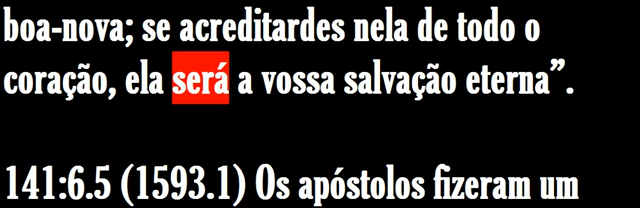 boa-nova; se acreditardes nela de todo o
coração, ela será a vossa salvação eterna”.
141:6.5 (1593.1) Os apóstolos fizeram um